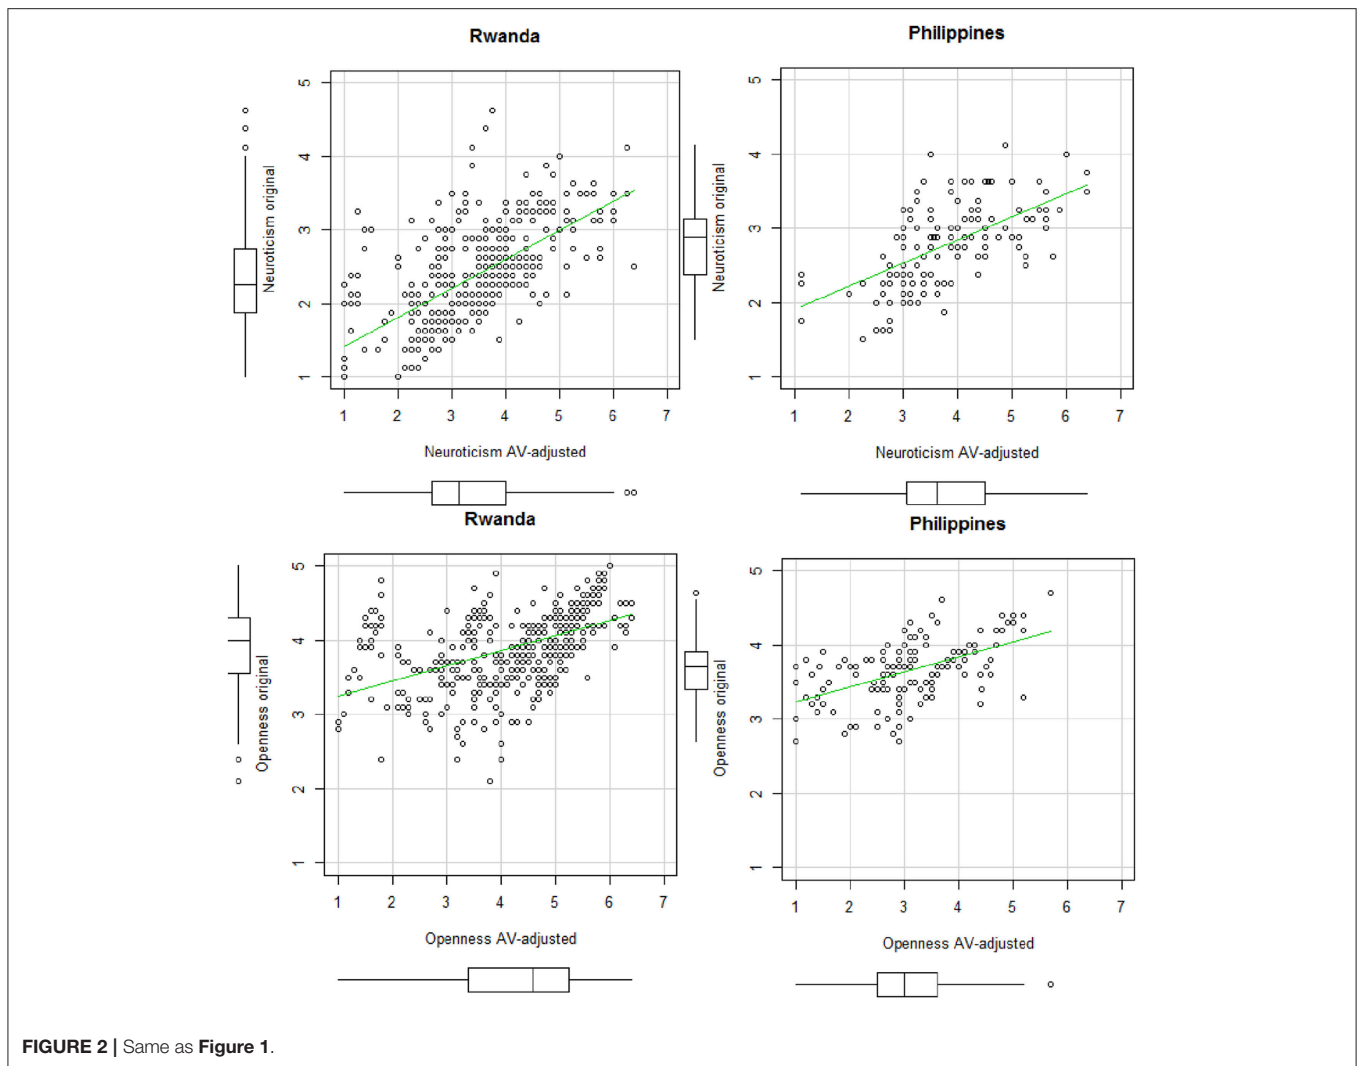 Rwanda
Philippines
5
4
3
2
1
Neuroticism original
1 2 3 4 5 6 7
Neuroticism AV-adjusted
5
4
3
2
1
Neuroticism original
1 2 3 4 5 6 7
Neuroticism AV-adjusted
Rwanda
Philippines
5
4
3
2
1
Openness original
1 2 3 4 5 6 7
Openness AV-adjusted
5
4
3
2
1
Openness original
1 2 3 4 5 6 7
Openness AV-adjusted
FIGURE 2 | Same as Figure 1.